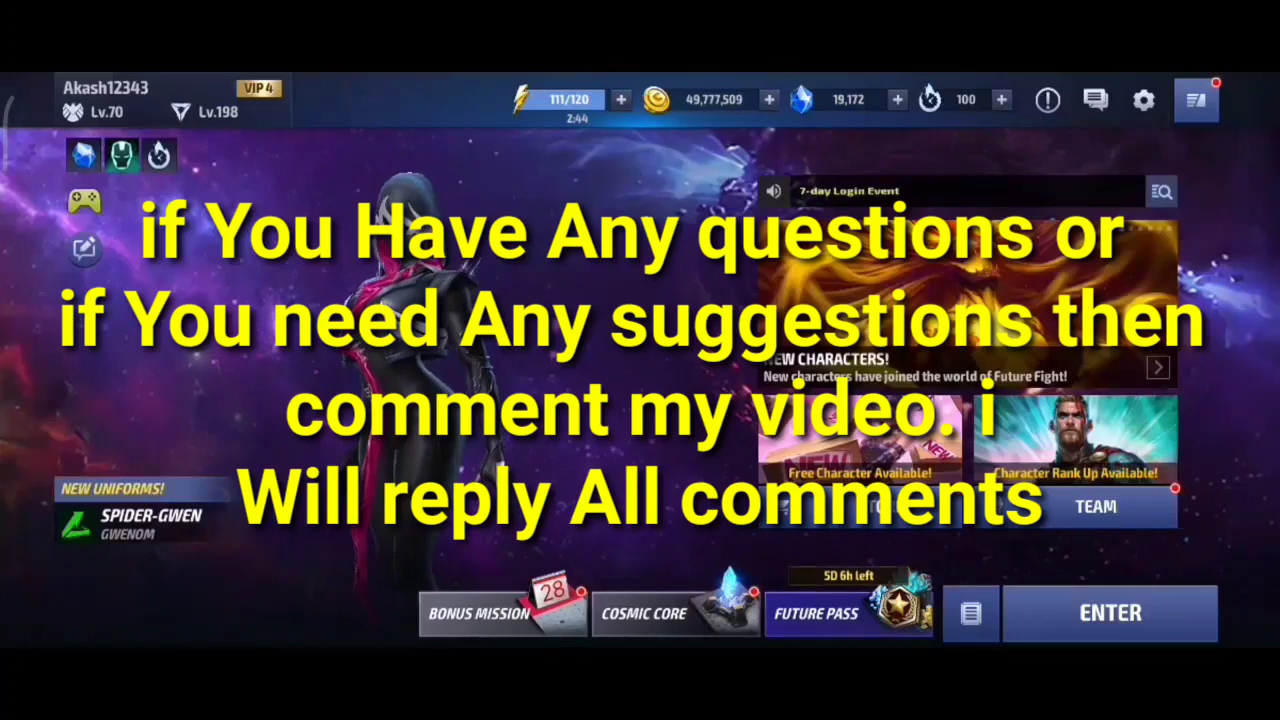 Akash12343
VIP 4
Lv.70
Lv.198
111/120
2:44
49,777,509
19,172
100
7-day Login Event
if You Have Any questions or
if You need Any suggestions then
comment my video. i
Will reply All comments
NEW CHARACTERS!
New characters have joined the world of Future Fight!
NEW
NEW
Free Character Available!
Character Rank Up Available!
TEAM
NEW UNIFORMS!
SPIDER-GWEN
GWENOM
5D 6h left
BONUS MISSION
28
COSMIC CORE
FUTURE PASS
ENTER